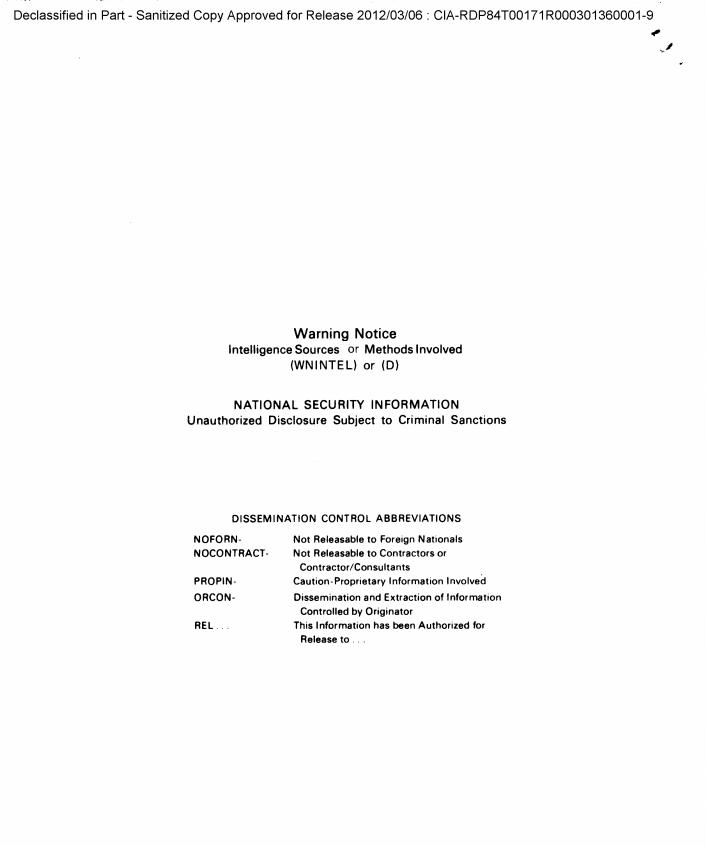 Declassified in Part - Sanitized Copy Approved for Release 2012/03/06 : CIA-RDP84T00171R000301360001-9
Warning Notice
Intelligence Sources or Methods Involved
(WNINTEL) or (D)
NATIONAL SECURITY INFORMATION
Unauthorized Disclosure Subject to Criminal Sanctions
DISSEMINATION CONTROL ABBREVIATIONS
NOFORN- Not Releasable to Foreign Nationals
NOCONTRACT- Not Releasable to Contractors or
Contractor/Consultants
PROPIN- Caution-Proprietary Information Involved
ORCON- Dissemination and Extraction of Information
Controlled by Originator
REL . . . This Information has been Authorized for
Release to . . .